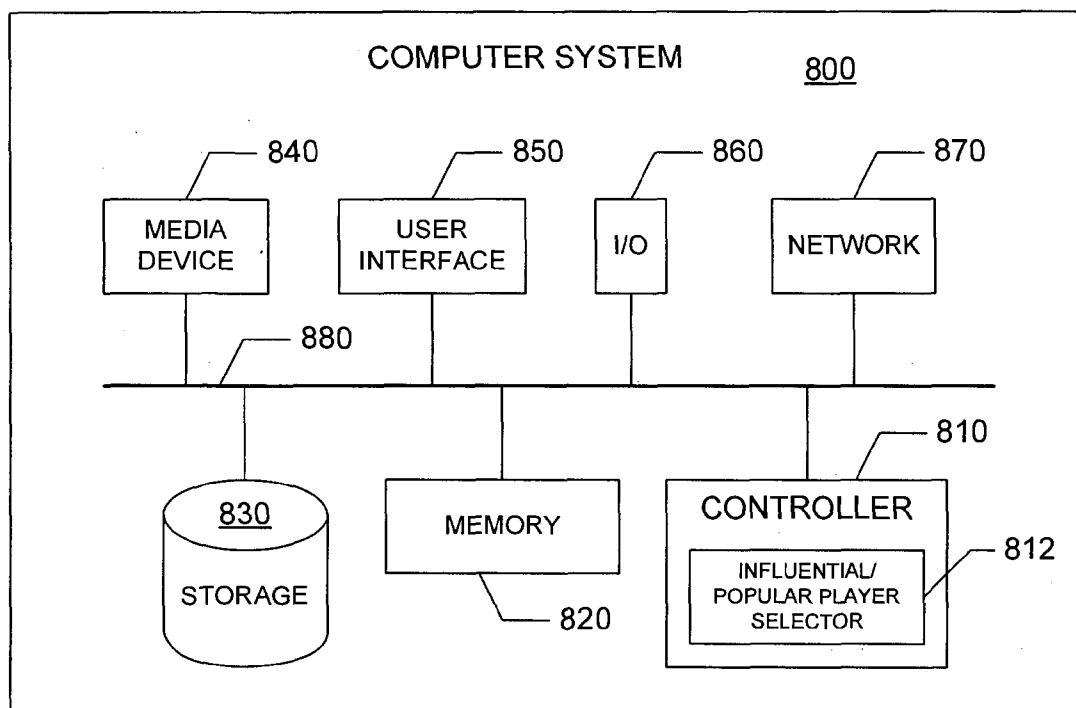 COMPUTER SYSTEM
800
840
850
860
870
MEDIA
DEVICE
USER
INTERFACE
I/O
NETWORK
880
810
830
STORAGE
MEMORY
820
CONTROLLER
812
INFLUENTIAL/
POPULAR PLAYER
SELECTOR